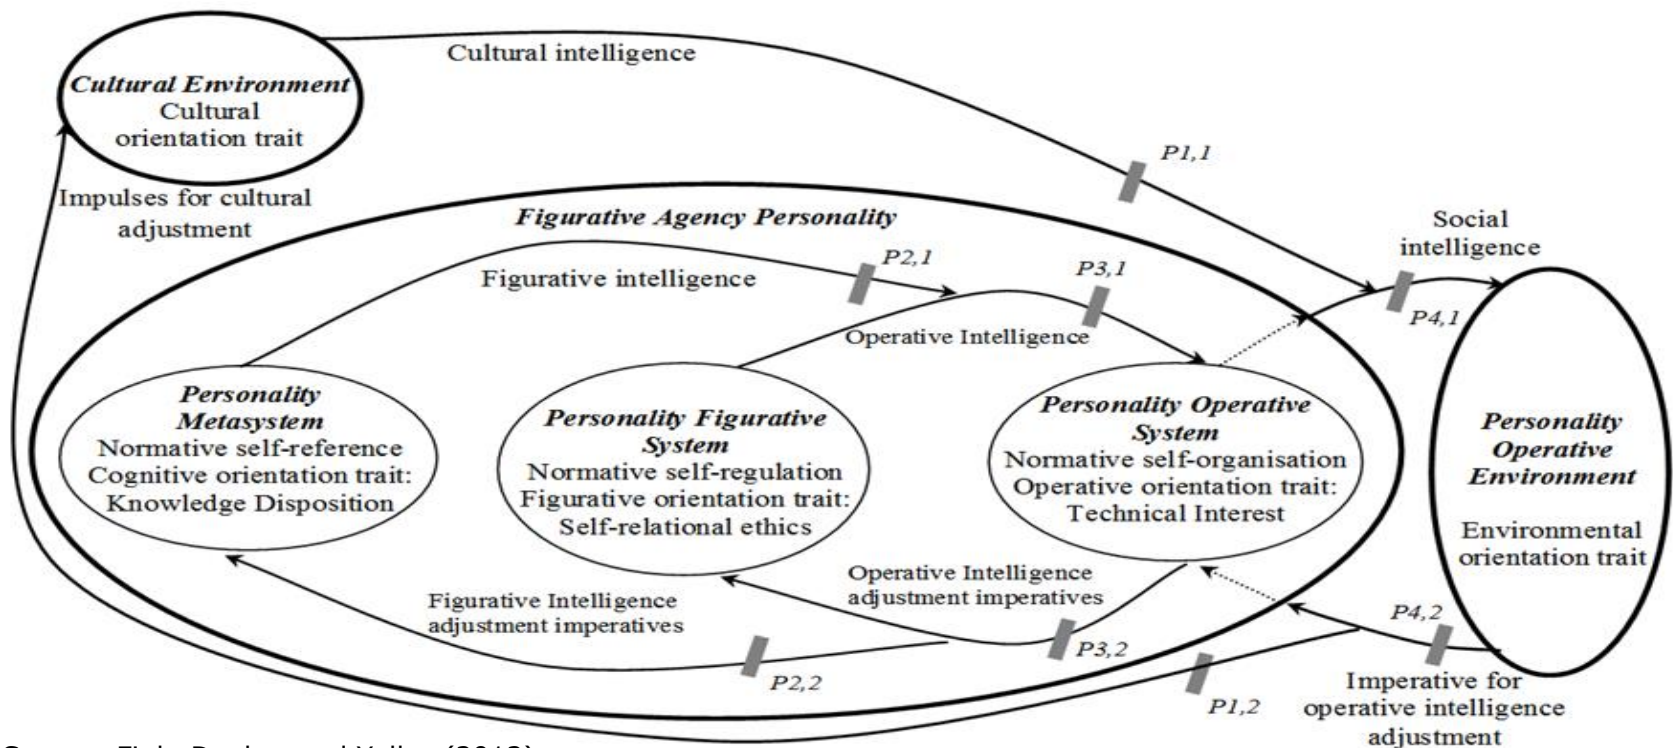 Cultural Environment
Cultural
orientation trait
Cultural intelligence
P1,1
Impulses for cultural
adjustment
Figurative Agency Personality
Social
intelligence
Figurative intelligence
P2,1
P3,1
Operative Intelligence
P4,1
Personality
Metasystem
Normative self-reference
Cognitive orientation trait:
Knowledge Disposition
Personality Figurative
System
Normative self-regulation
Figurative orientation trait:
Self-relational ethics
Personality Operative
System
Normative self-organisation
Operative orientation trait:
Technical Interest
Personality
Operative
Environment
Environmental
orientation trait
Figurative Intelligence
adjustment imperatives
Operative Intelligence
adjustment imperatives
P2,2
P3,2
P4,2
P1,2
Imperative for
operative intelligence
adjustment